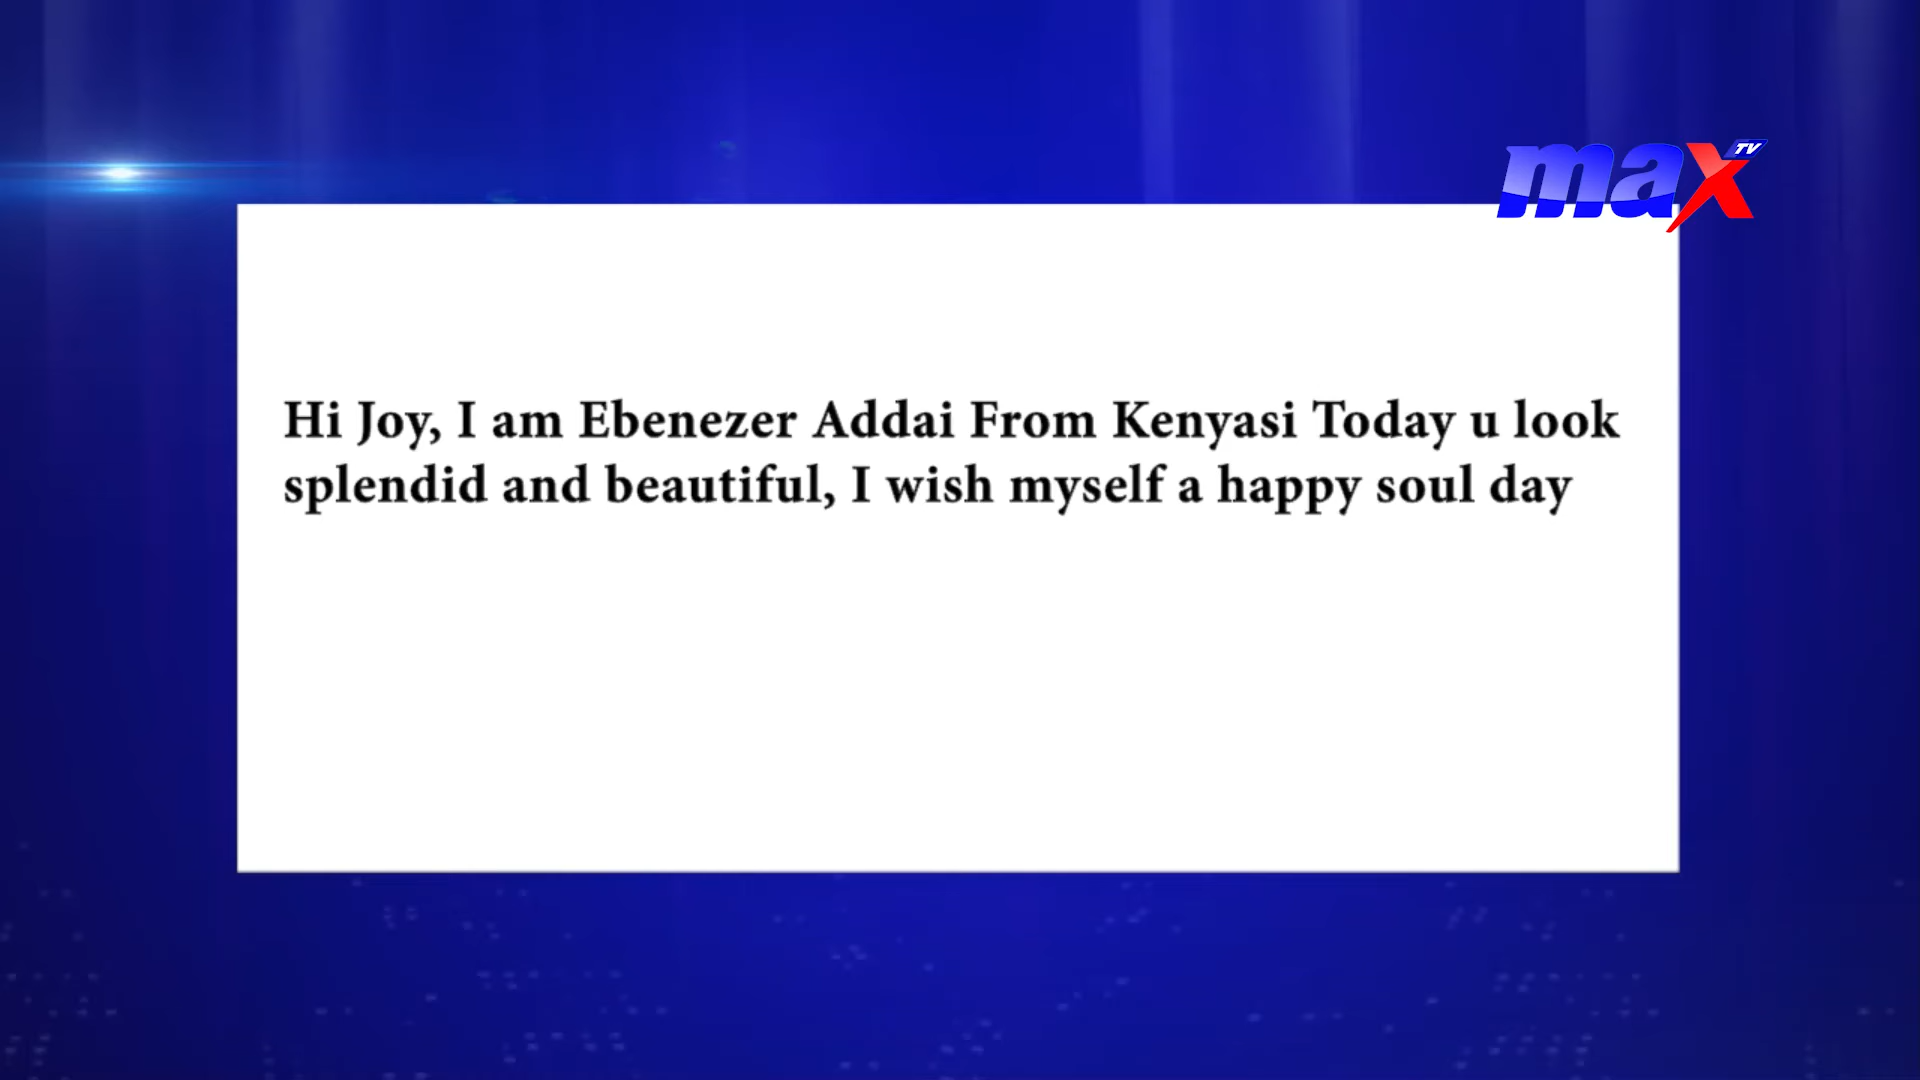 max TV
Hi Joy, I am Ebenezer Addai From Kenyasi Today u look
splendid and beautiful, I wish myself a happy soul day